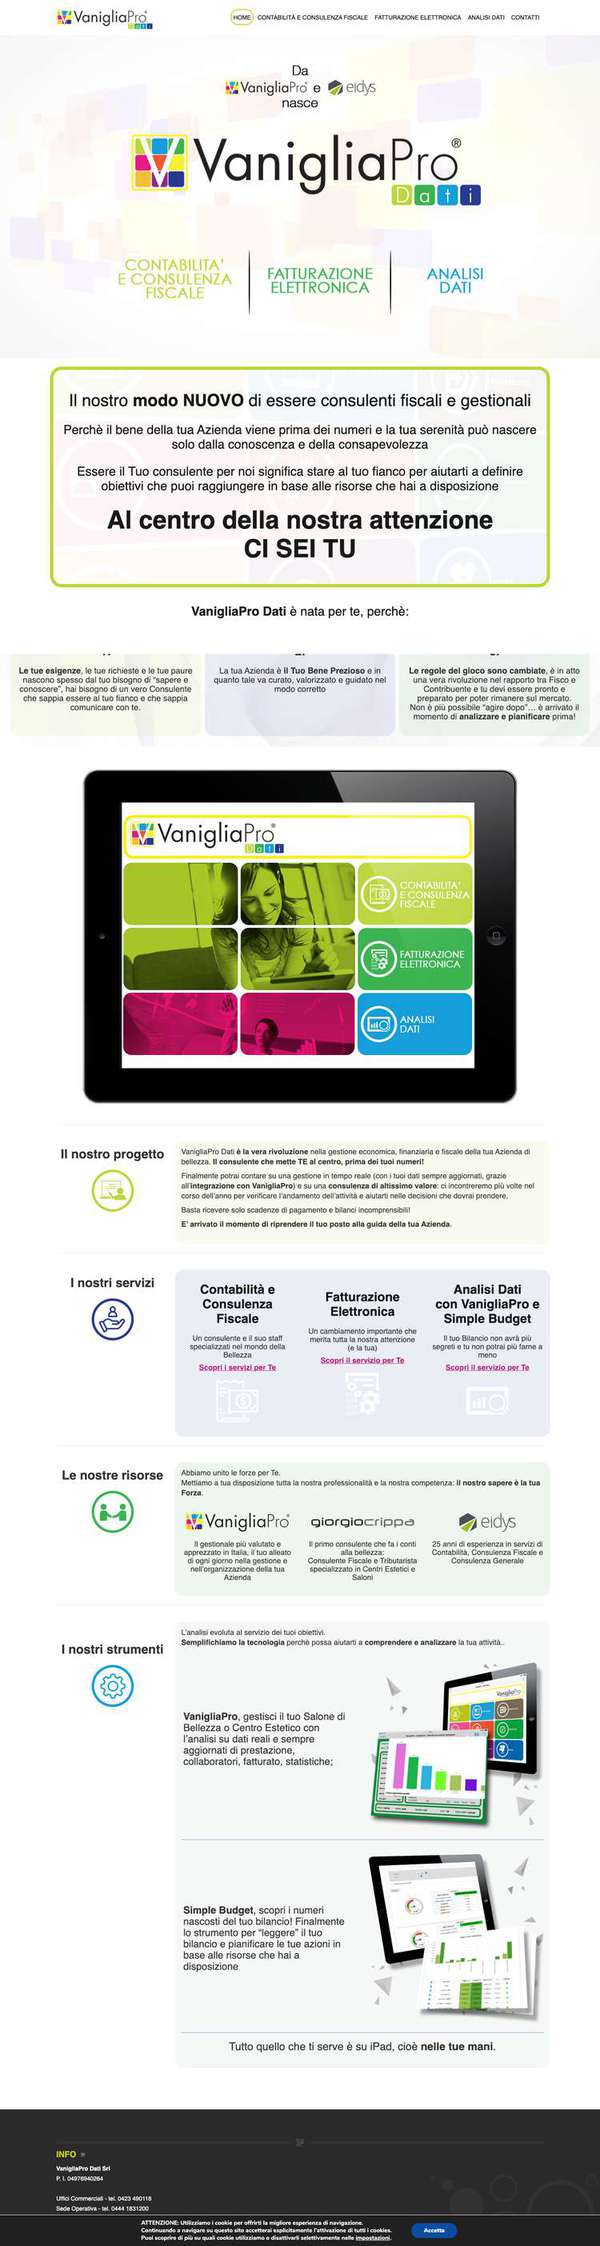 VanigliaPro Dati
HOME CONTABILITÀ E CONSULENZA FISCALE FATTURAZIONE ELETTRONICA ANALISI DATI CONTATTI
Da
VanigliaPro e eidys
nasce
VanigliaPro®
Dati
CONTABILITA'
E CONSULENZA
FISCALE
FATTURAZIONE
ELETTRONICA
ANALISI
DATI
Il nostro modo NUOVO di essere consulenti fiscali e gestionali
Perchè il bene della tua Azienda viene prima dei numeri e la tua serenità può nascere
solo dalla conoscenza e della consapevolezza
Essere il Tuo consulente per noi significa stare al tuo fianco per aiutarti a definire
obiettivi che puoi raggiungere in base alle risorse che hai a disposizione
Al centro della nostra attenzione
CI SEI TU
VanigliaPro Dati è nata per te, perchè:
Le tue esigenze, le tue richieste e le tue paure
nascono spesso dal tuo bisogno di "sapere e
conoscere", hai bisogno di un vero Consulente
che sappia essere al tuo fianco e che sappia
comunicare con te.
La tua Azienda è il Tuo Bene Prezioso e in
quanto tale va curato, valorizzato e guidato nel
modo corretto
Le regole del gioco sono cambiate, è in atto
una vera rivoluzione nel rapporto tra Fisco e
Contribuente e tu devi essere pronto e
preparato per poter rimanere sul mercato.
Non è più possibile "agire dopo"... è arrivato il
momento di analizzare e pianificare prima!
VanigliaPro®
Dati
CONTABILITA'
E CONSULENZA
FISCALE
FATTURAZIONE
ELETTRONICA
ANALISI
DATI
Il nostro progetto
VanigliaPro Dati è la vera rivoluzione nella gestione economica, finanziaria e fiscale della tua Azienda di
bellezza. Il consulente che mette TE al centro, prima dei tuoi numeri!
Finalmente potrai contare su una gestione in tempo reale (con i tuoi dati sempre aggiornati, grazie
all'integrazione con VanigliaPro) e su una consulenza di altissimo valore: ci incontreremo più volte nel
corso dell'anno per verificare l'andamento dell'attività e aiutarti nelle decisioni che dovrai prendere.
Basta ricevere solo scadenze di pagamento e bilanci incomprensibili!
E' arrivato il momento di riprendere il tuo posto alla guida della tua Azienda.
I nostri servizi
Contabilità e
Consulenza
Fiscale
Un consulente e il suo staff
specializzati nel mondo della
Bellezza
Scopri i servizi per Te
Fatturazione
Elettronica
Un cambiamento importante che
merita tutta la nostra attenzione
(e la tua)
Scopri il servizio per Te
Analisi Dati
con VanigliaPro e
Simple Budget
Il tuo Bilancio non avrà più
segreti e tu non potrai più farne a
meno
Scopri il servizio per Te
Le nostre risorse
Abbiamo unito le forze per Te.
Mettiamo a tua disposizione tutta la nostra professionalità e la nostra competenza: il nostro sapere è la tua
Forza.
VanigliaPro®
Il gestionale più valutato e
apprezzato in Italia, il tuo alleato
di ogni giorno nella gestione e
nell'organizzazione della tua
Azienda
giorgiocrippa
Il primo consulente che fa i conti
alla bellezza:
Consulente Fiscale e Tributarista
specializzato in Centri Estetici e
Saloni
eidys
25 anni di esperienza in servizi di
Contabilità, Consulenza Fiscale e
Consulenza Generale
I nostri strumenti
L'analisi evoluta al servizio dei tuoi obiettivi.
Semplifichiamo la tecnologia perchè possa aiutarti a comprendere e analizzare la tua attività..
VanigliaPro, gestisci il tuo Salone di
Bellezza o Centro Estetico con
l'analisi su dati reali e sempre
aggiornati di prestazione,
collaboratori, fatturato, statistiche;
VanigliaPro
Simple Budget, scopri i numeri
nascosti del tuo bilancio! Finalmente
lo strumento per "leggere" il tuo
bilancio e pianificare le tue azioni in
base alle risorse che hai a
disposizione
Tutto quello che ti serve è su iPad, cioè nelle tue mani.
INFO
VanigliaPro Dati Srl
P. I. 04976940264
Uffici Commerciali - tel. 0423 490118
Sede Operativa - tel. 0444 1831200
ATTENZIONE: Utilizziamo i cookie per offrirti la migliore esperienza di navigazione.
Continuando a navigare su questo sito accetterai esplicitamente l'attivazione di tutti i cookies.
Puoi scoprire di più su quali cookie utilizziamo o disattivarli selettivamente nelle impostazioni.
Accetto